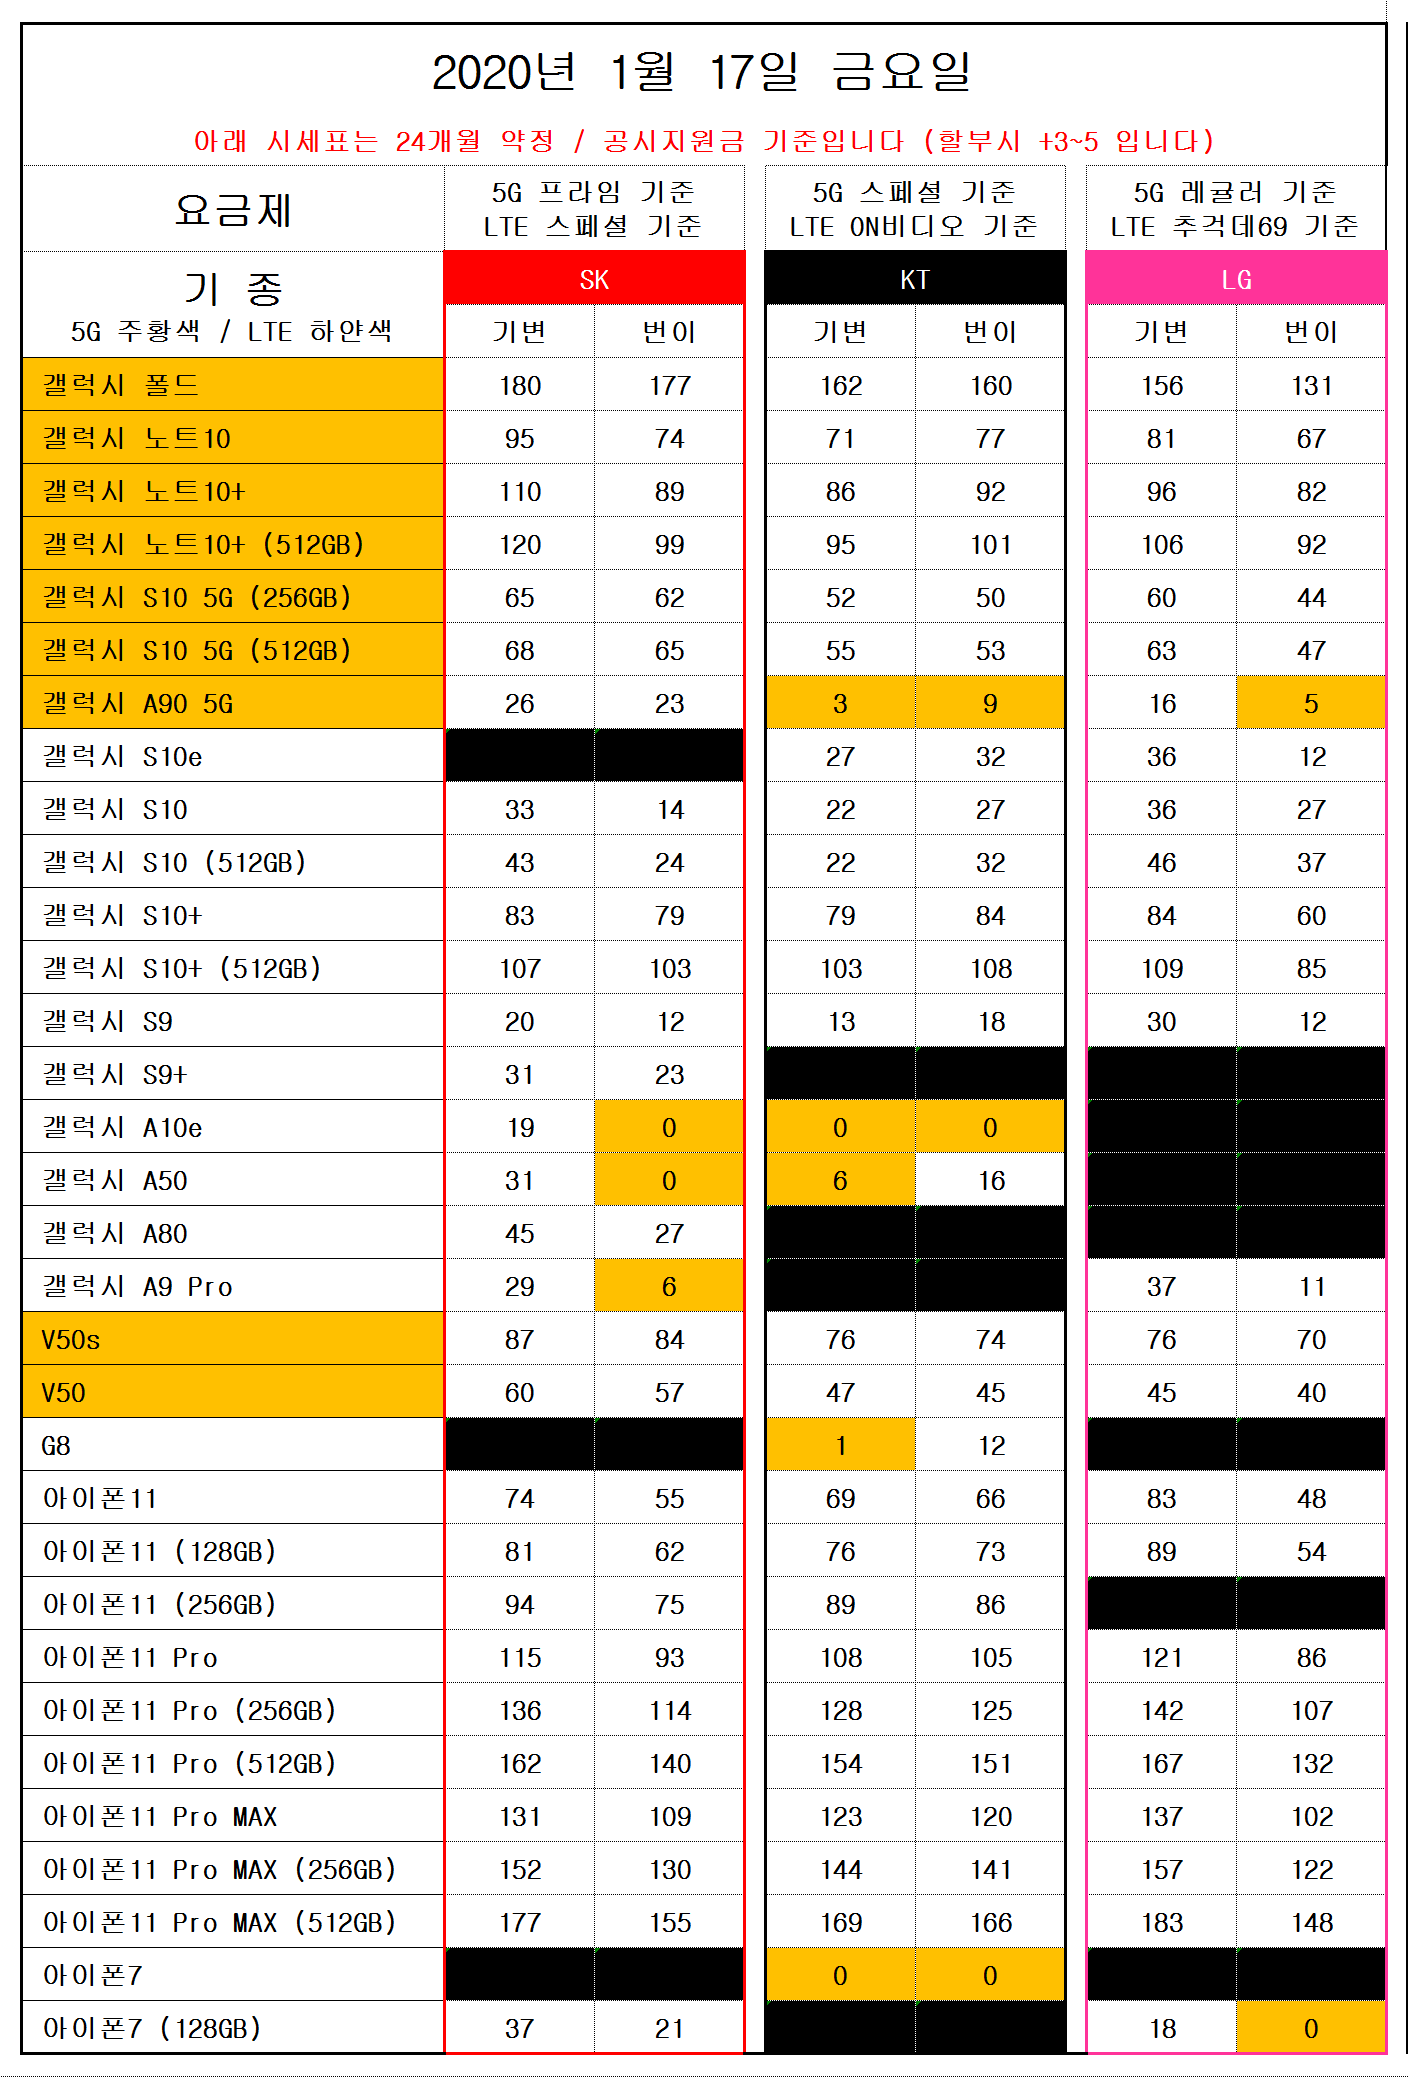 2020년 1월 17일 금요일
아래 시세표는 24개월 약정 / 공시지원금 기준입니다 (할부시 +3~5 입니다)
요금제
5G 프라임 기준
LTE 스페셜 기준
5G 스페셜 기준
LTE ON비디오 기준
5G 레귤러 기준
LTE 추걱데69 기준
기 종
5G 주황색 / LTE 하얀색
SK KT LG
기변 번이 기변 번이 기변 번이
갤럭시 폴드 180 177 162 160 156 131
갤럭시 노트10 95 74 71 77 81 67
갤럭시 노트10+ 110 89 86 92 96 82
갤럭시 노트10+ (512GB) 120 99 95 101 106 92
갤럭시 S10 5G (256GB) 65 62 52 50 60 44
갤럭시 S10 5G (512GB) 68 65 55 53 63 47
갤럭시 A90 5G 26 23 3 9 16 5
갤럭시 S10e 27 32 36 12
갤럭시 S10 33 14 22 27 36 27
갤럭시 S10 (512GB) 43 24 22 32 46 37
갤럭시 S10+ 83 79 79 84 84 60
갤럭시 S10+ (512GB) 107 103 103 108 109 85
갤럭시 S9 20 12 13 18 30 12
갤럭시 S9+ 31 23
갤럭시 A10e 19 0 0 0
갤럭시 A50 31 0 6 16
갤럭시 A80 45 27
갤럭시 A9 Pro 29 6 37 11
V50s 87 84 76 74 76 70
V50 60 57 47 45 45 40
G8 1 12
아이폰11 74 55 69 66 83 48
아이폰11 (128GB) 81 62 76 73 89 54
아이폰11 (256GB) 94 75 89 86
아이폰11 Pro 115 93 108 105 121 86
아이폰11 Pro (256GB) 136 114 128 125 142 107
아이폰11 Pro (512GB) 162 140 154 151 167 132
아이폰11 Pro MAX 131 109 123 120 137 102
아이폰11 Pro MAX (256GB) 152 130 144 141 157 122
아이폰11 Pro MAX (512GB) 177 155 169 166 183 148
아이폰7 0 0
아이폰7 (128GB) 37 21 18 0